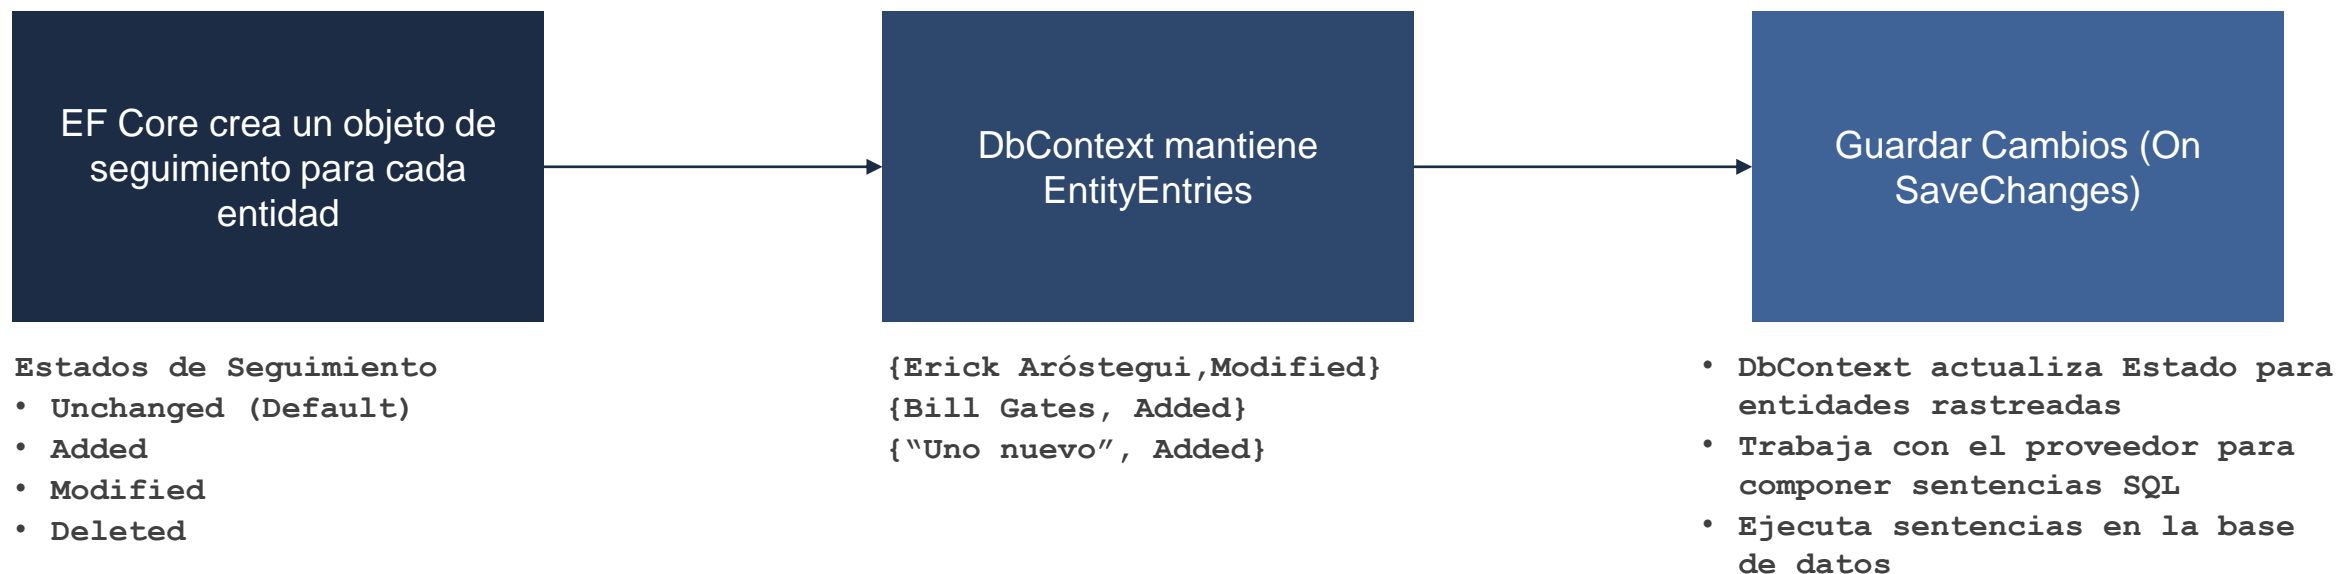 EF Core crea un objeto de
seguimiento para cada
entidad
DbContext mantiene
EntityEntries
Guardar Cambios (On
SaveChanges)
Estados de Seguimiento
• Unchanged (Default)
• Added
• Modified
• Deleted
{Erick Aróstegui,Modified}
{Bill Gates, Added}
{“Uno nuevo”, Added}
• DbContext actualiza Estado para
entidades rastreadas
• Trabaja con el proveedor para
componer sentencias SQL
• Ejecuta sentencias en la base
de datos